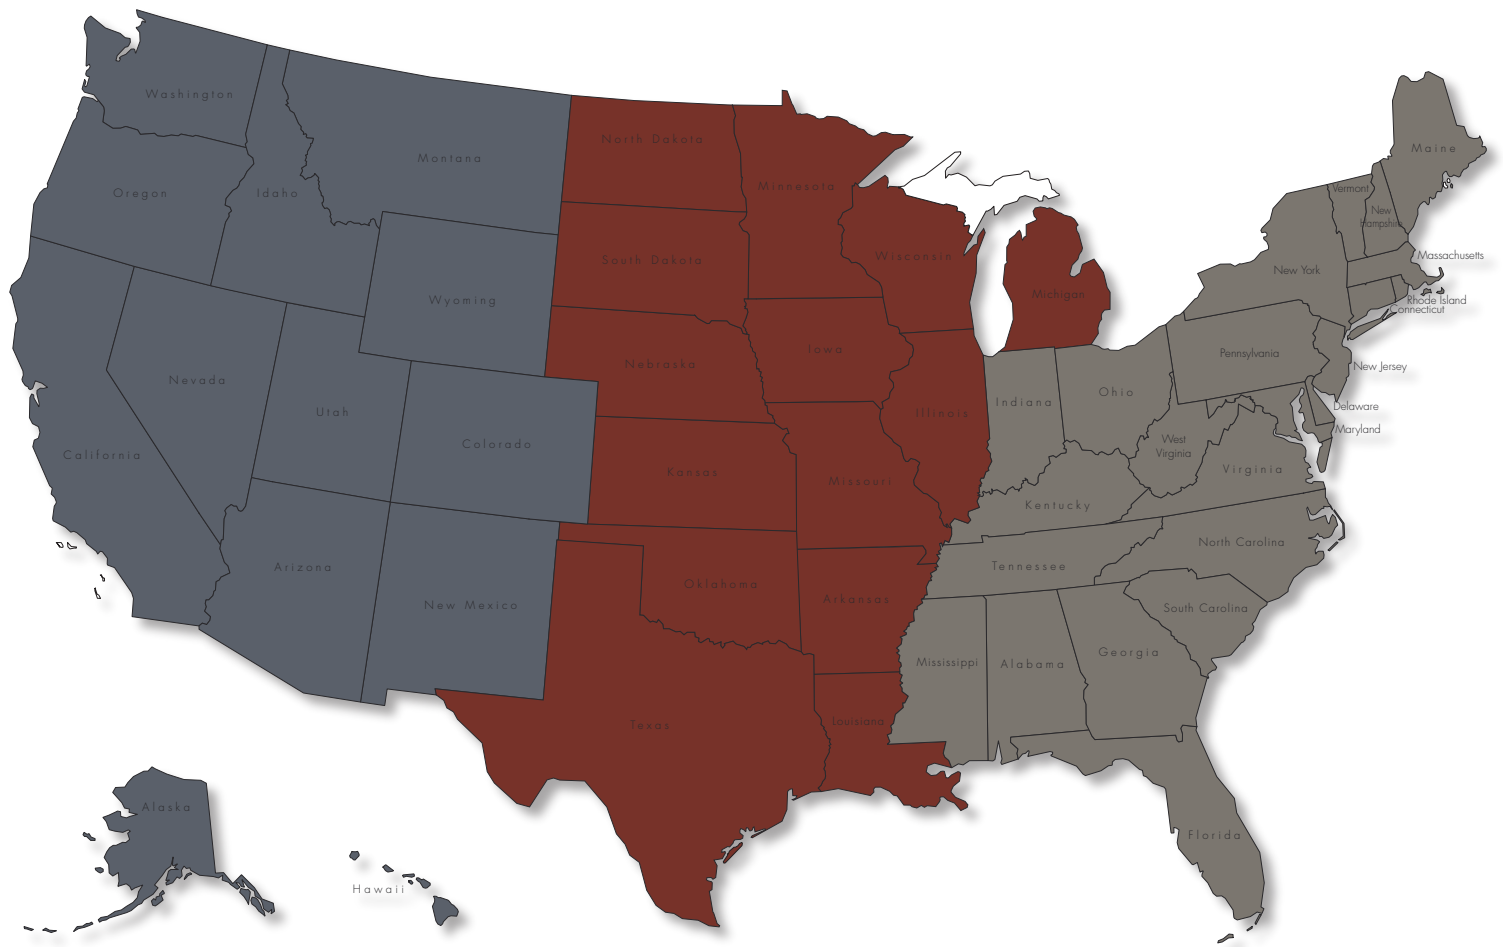 Washington
Montana
North Dakota
Minnesota
Maine
Oregon
Idaho
Vermont
New
Hampshire
Wyoming
South Dakota
Wisconsin
Michigan
New York
Massachusetts
Rhode Island
Connecticut
Nevada
Utah
Colorado
Nebraska
Iowa
Illinois
Indiana
Ohio
Pennsylvania
New Jersey
Delaware
Maryland
California
Kansas
Missouri
Kentucky
West
Virginia
Virginia
Arizona
New Mexico
Oklahoma
Arkansas
Tennessee
North Carolina
South Carolina
Texas
Louisiana
Mississippi
Alabama
Georgia
Florida
Alaska
Hawaii